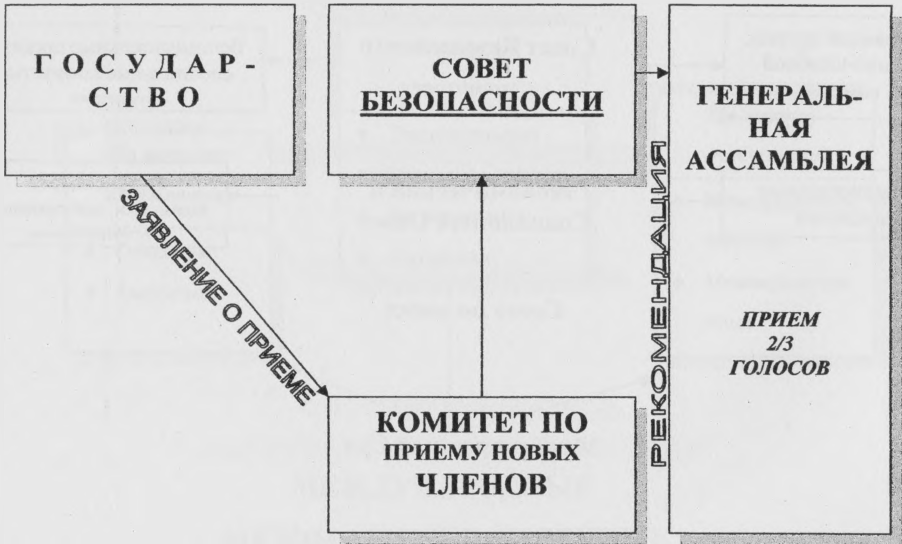 ГОСУДАР-
СТВО
ЗАЯВЛЕНИЕ О ПРИЕМЕ
СОВЕТ
БЕЗОПАСНОСТИ
КОМИТЕТ ПО
ПРИЕМУ НОВЫХ
ЧЛЕНОВ
РЕКОМЕНДАЦИЯ
ГЕНЕРАЛЬ-
НАЯ
АССАМБЛЕЯ
ПРИЕМ
2/3
ГОЛОСОВ